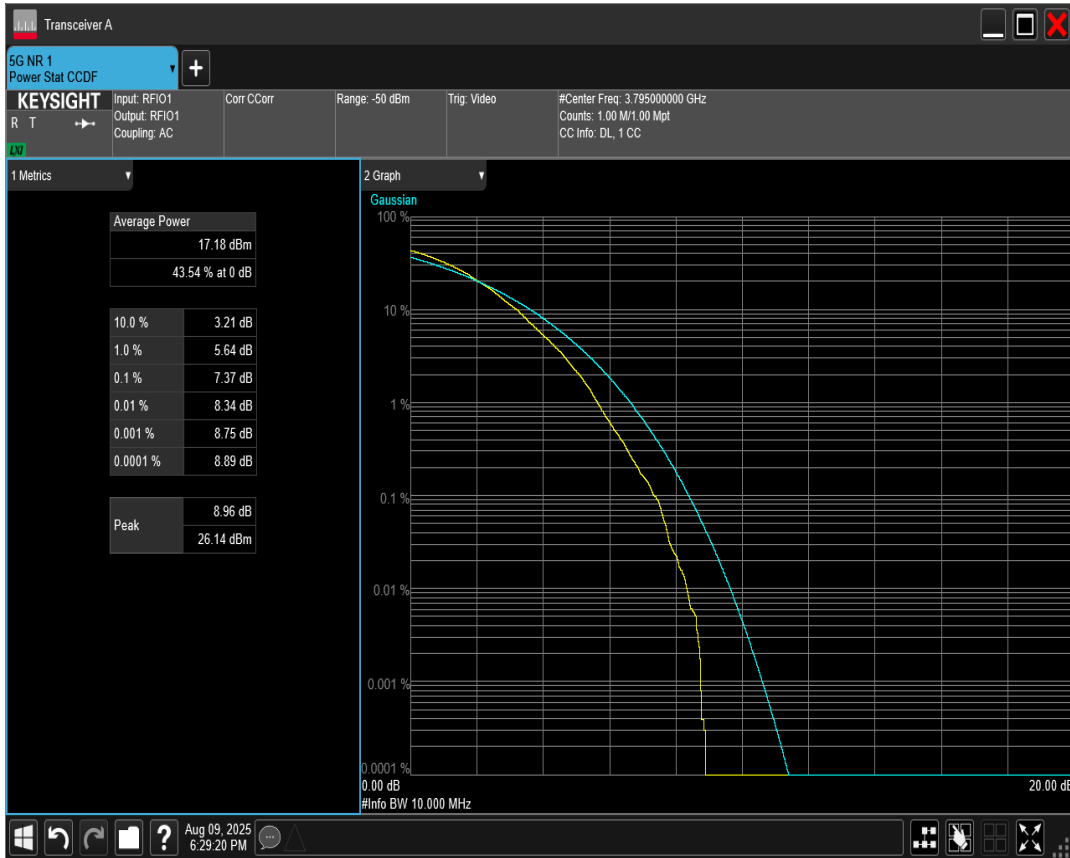 Transceiver A
5G NR 1
Power Stat CCDF
+
KEYSIGHT
R T
LXI
Input: RFIO1
Output: RFIO1
Coupling: AC
Corr CCorr
Range: -50 dBm
Trig: Video
#Center Freq: 3.795000000 GHz
Counts: 1.00 M/1.00 Mpt
CC Info: DL, 1 CC
1 Metrics
Average Power
17.18 dBm
43.54 % at 0 dB
10.0 % 3.21 dB
1.0 % 5.64 dB
0.1 % 7.37 dB
0.01 % 8.34 dB
0.001 % 8.75 dB
0.0001 % 8.89 dB
Peak
8.96 dB
26.14 dBm
2 Graph
Gaussian
100 %
10 %
1 %
0.1 %
0.01 %
0.001 %
0.0001 %
0.00 dB 20.00 dB
#Info BW 10.000 MHz
?
Aug 09, 2025
6:29:20 PM